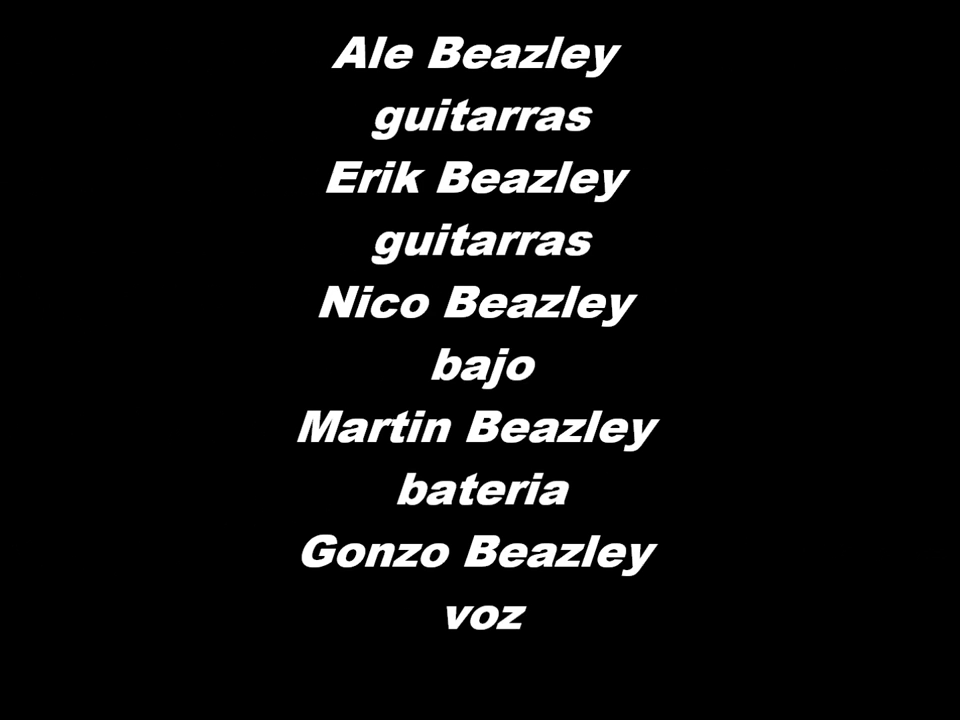 Ale Beazley
guitarras
Erik Beazley
guitarras
Nico Beazley
bajo
Martin Beazley
bateria
Gonzo Beazley
voz